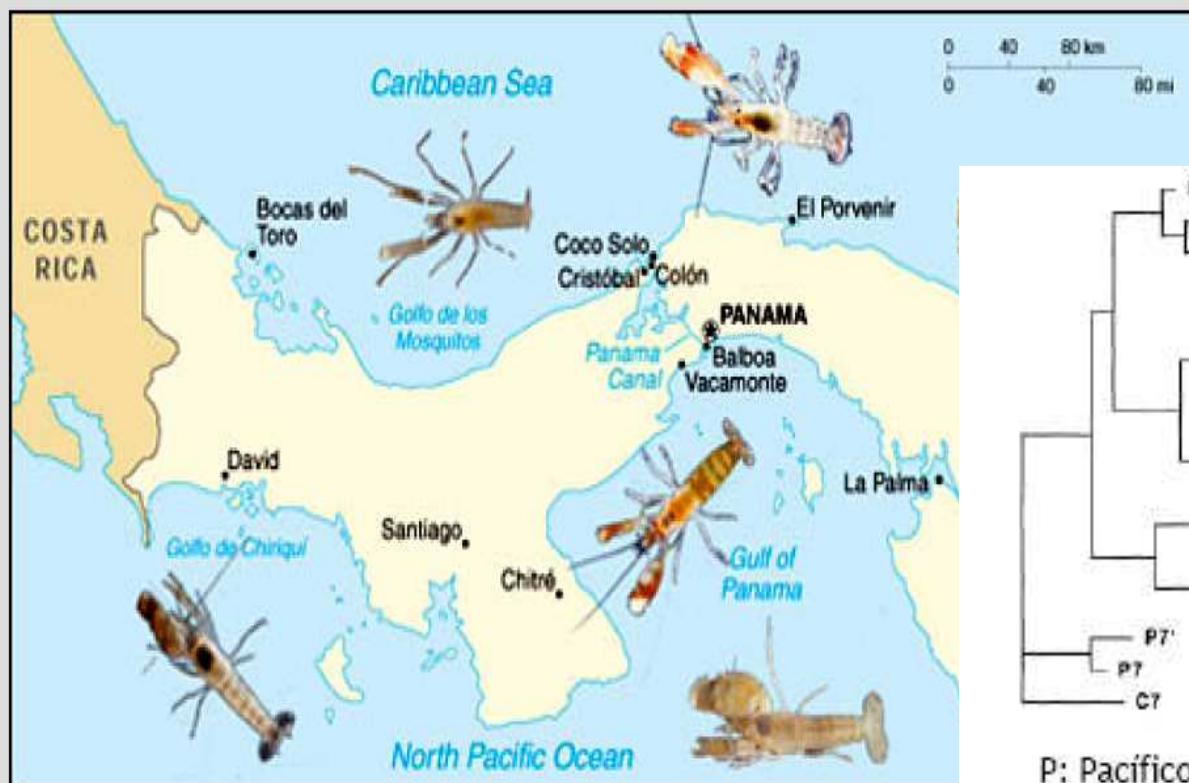 Caribbean Sea
0 40 80 km
0 40 80 mi
COSTA
RICA
Bocas del
Toro
El Porvenir
Coco Solo
Cristóbal
Colón
Golfo de los
Mosquitos
PANAMA
Panama
Canal
Balboa
Vacamonte
David
La Palma
Santiago
Golfo de Chiriquí
Gulf of
Panama
Chitré
P7'
P7
C7
North Pacific Ocean
P: Pacífico